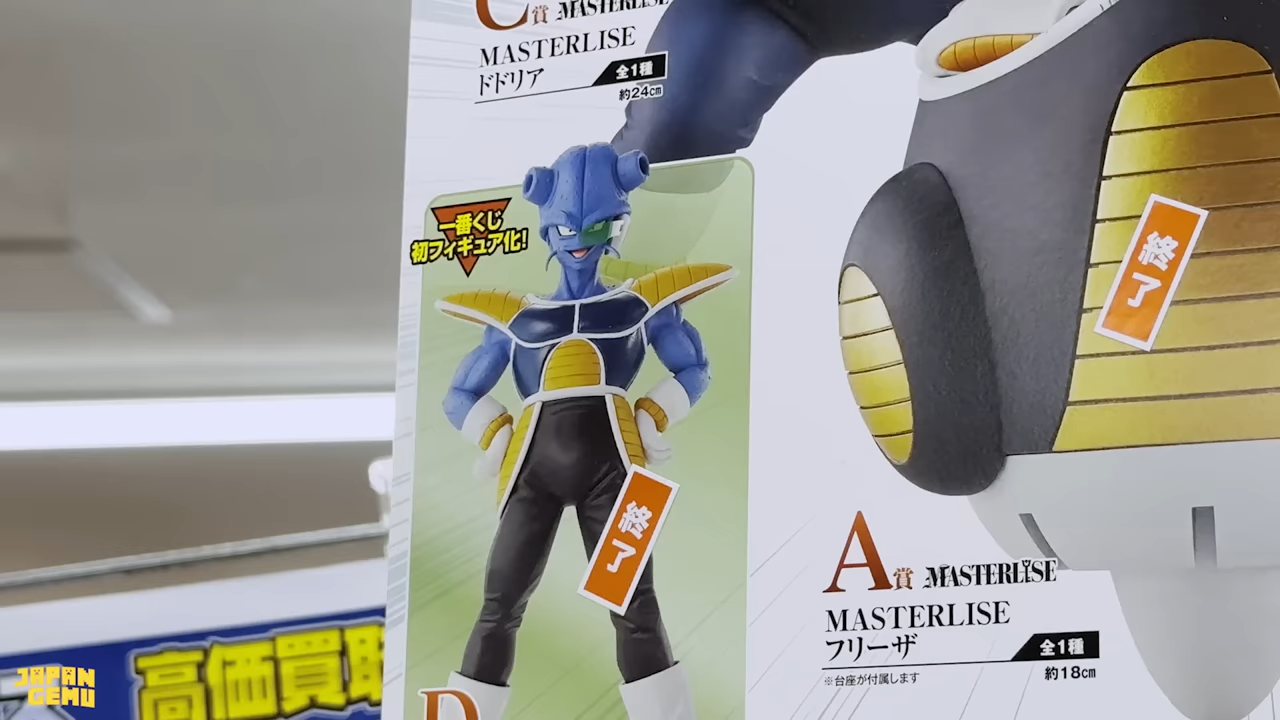 C賞 MASTERLISE
MASTERLISE
ドドリア
全1種
約24cm
一番くじ
初フィギュア化!
終了
終了
D
A賞 MASTERLISE
MASTERLISE
フリーザ
全1種
約18cm
※台座が付属します
高価買取
JAPAN
GEMU